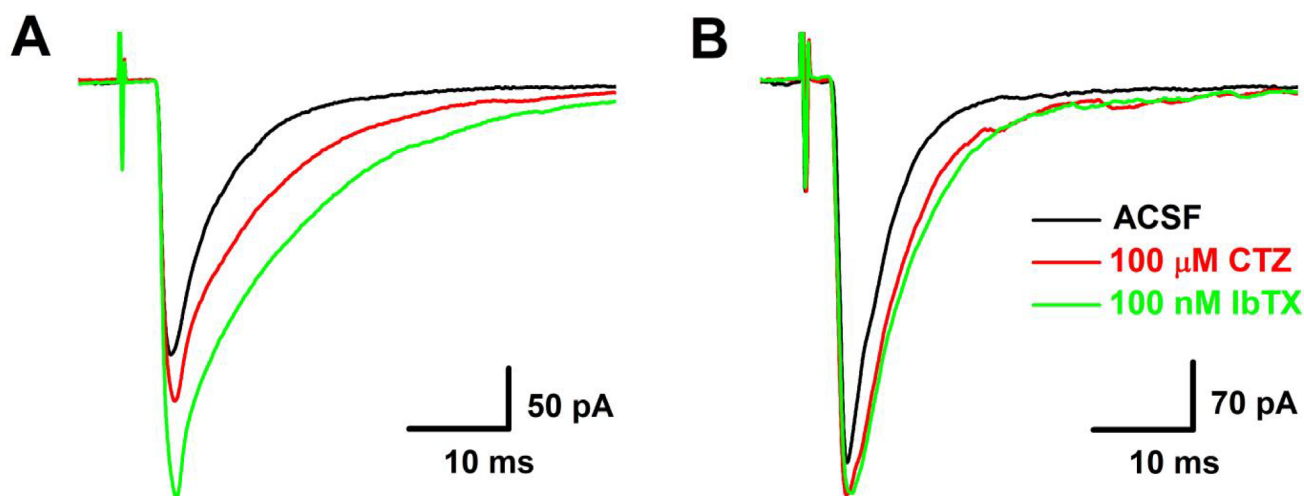 A
B
ACSF
100 μM CTZ
100 nM IbTX
50 pA
10 ms
70 pA
10 ms